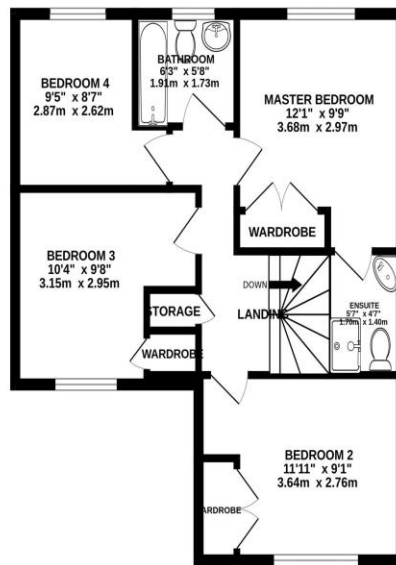 BEDROOM 4
9'5" x 8'7"
2.87m x 2.62m
BATHROOM
6'3" x 5'8"
1.91m x 1.73m
MASTER BEDROOM
12'1" x 9'9"
3.68m x 2.97m
WARDROBE
BEDROOM 3
10'4" x 9'8"
3.15m x 2.95m
DOWN
STORAGE
LANDING
ENSUITE
5'7" x 4'7"
1.70m x 1.40m
WARDROBE
BEDROOM 2
11'11" x 9'1"
3.64m x 2.76m
ARDROBE